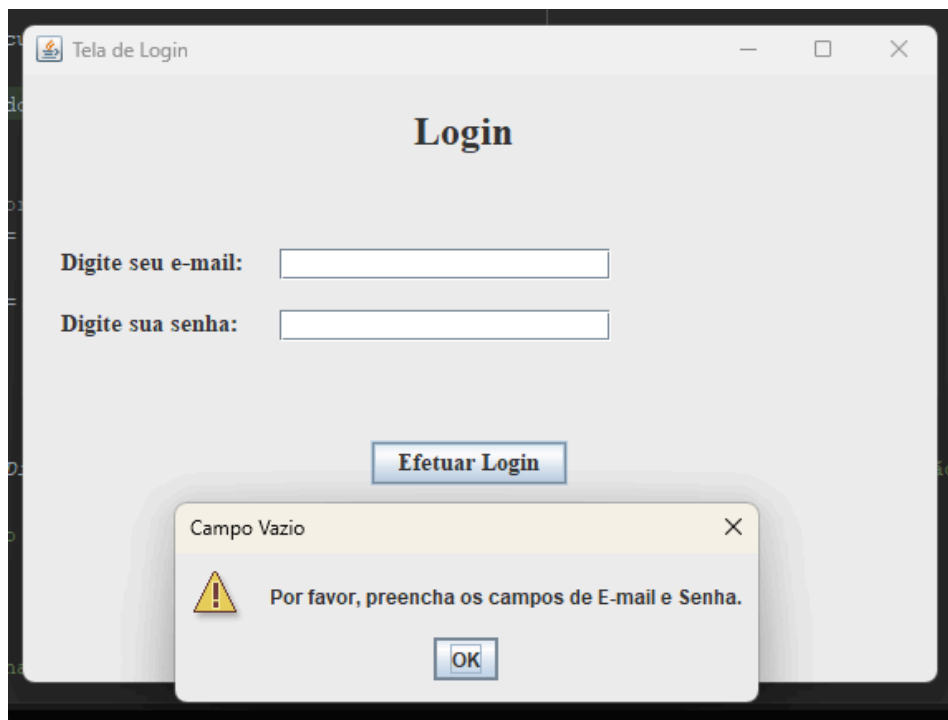 Tela de Login
Login
Digite seu e-mail:
Digite sua senha:
Efetuar Login
Campo Vazio
Por favor, preencha os campos de E-mail e Senha.
OK